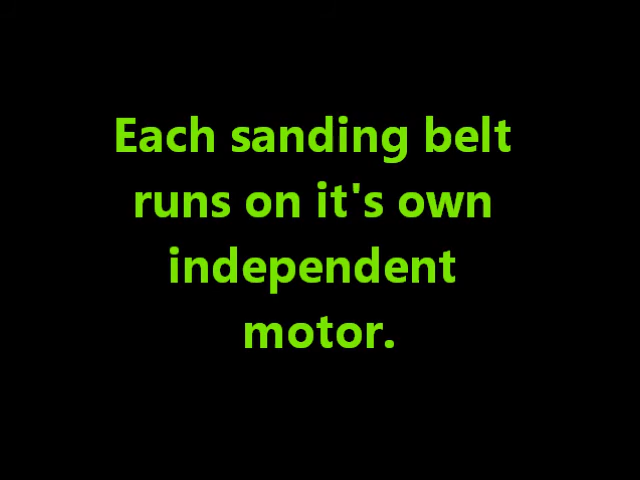 Each sanding belt
runs on it's own
independent
motor.